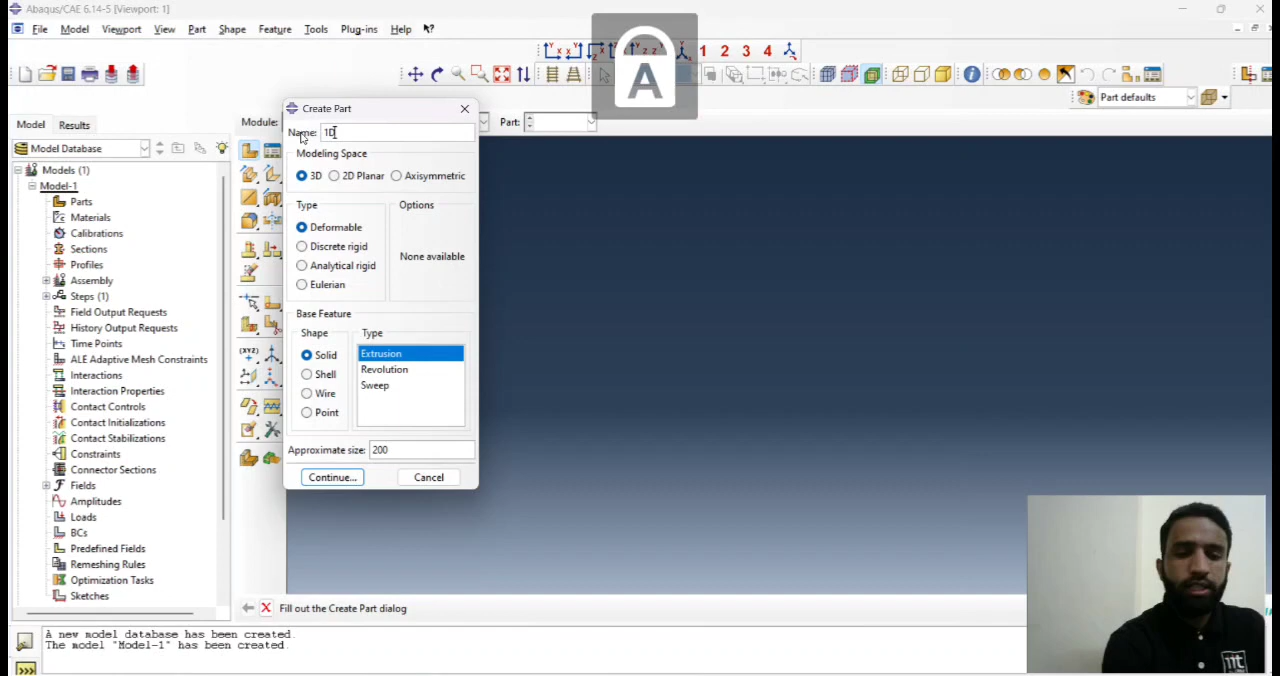 Abaqus/CAE 6.14-5 [Viewport: 1]
File Model Viewport View Part Shape Feature Tools Plug-ins Help
1 2 3 4
A
Part defaults
Model Results
Module:
Part:
Model Database
Models (1)
Model-1
Parts
Materials
Calibrations
Sections
Profiles
Assembly
Steps (1)
Field Output Requests
History Output Requests
Time Points
ALE Adaptive Mesh Constraints
Interactions
Interaction Properties
Contact Controls
Contact Initializations
Contact Stabilizations
Constraints
Connector Sections
Fields
Amplitudes
Loads
BCs
Predefined Fields
Remeshing Rules
Optimization Tasks
Sketches
(XYZ)
Create Part
Name: 1D
Modeling Space
3D 2D Planar Axisymmetric
Type
Deformable
Discrete rigid
Analytical rigid
Eulerian
Options
None available
Base Feature
Shape
Solid
Shell
Wire
Point
Type
Extrusion
Revolution
Sweep
Approximate size: 200
Continue... Cancel
Fill out the Create Part dialog
A new model database has been created.
The model "Model-1" has been created.
>>>